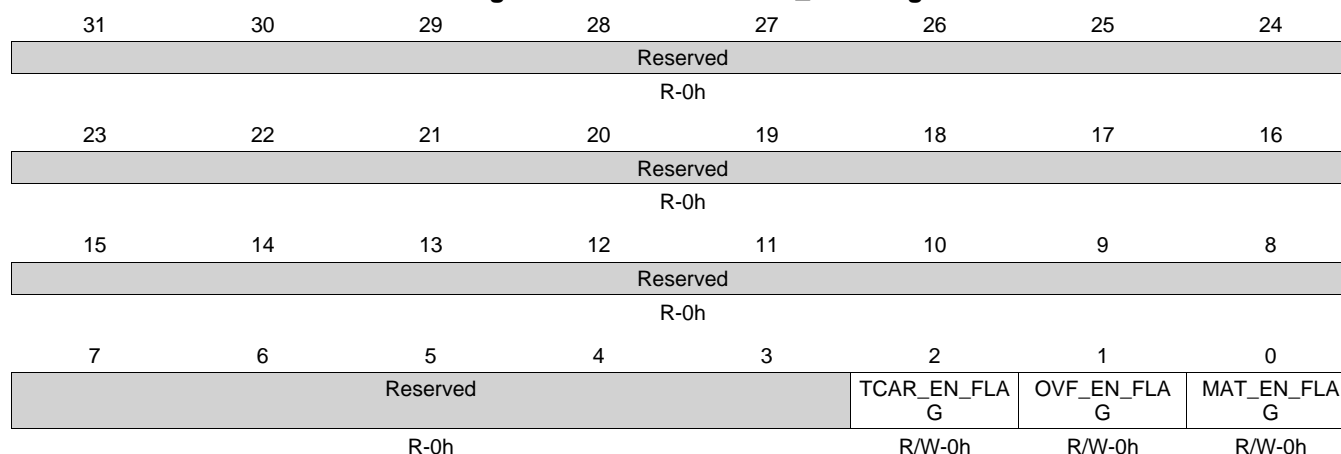 31 30 29 28 27 26 25 24
Reserved
R-0h
23 22 21 20 19 18 17 16
Reserved
R-0h
15 14 13 12 11 10 9 8
Reserved
R-0h
7 6 5 4 3 2 1 0
Reserved TCAR_EN_FLA OVF_EN_FLA MAT_EN_FLA
G G G
R-0h R/W-0h R/W-0h R/W-0h